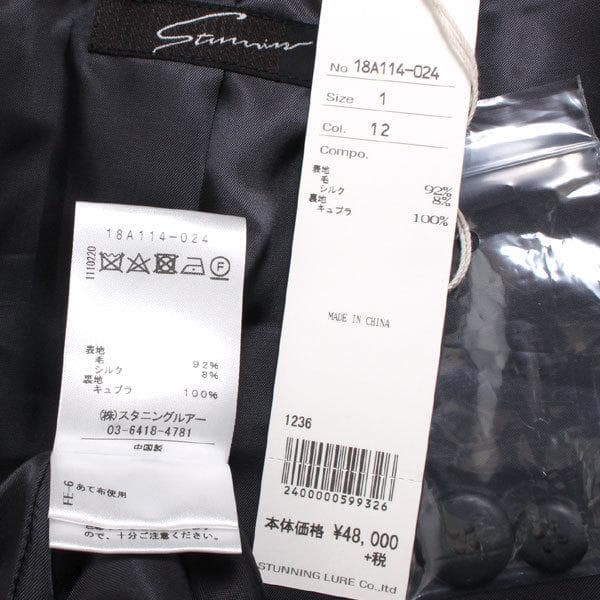 Stunning
No 18A114-024
Size 1
Col. 12
Compo.
表地
毛 92%
シルク 8%
裏地
キュプラ 100%
MADE IN CHINA
1236
2400000599326
本体価格 ¥48,000
+税
STUNNING LURE Co.,ltd
18A114-024
1110220
表地
毛 92%
シルク 8%
裏地
キュプラ 100%
(株)スタニングルアー
03-6418-4781
中国製
FE-6 あて布使用
ので、十分ご注意下さい